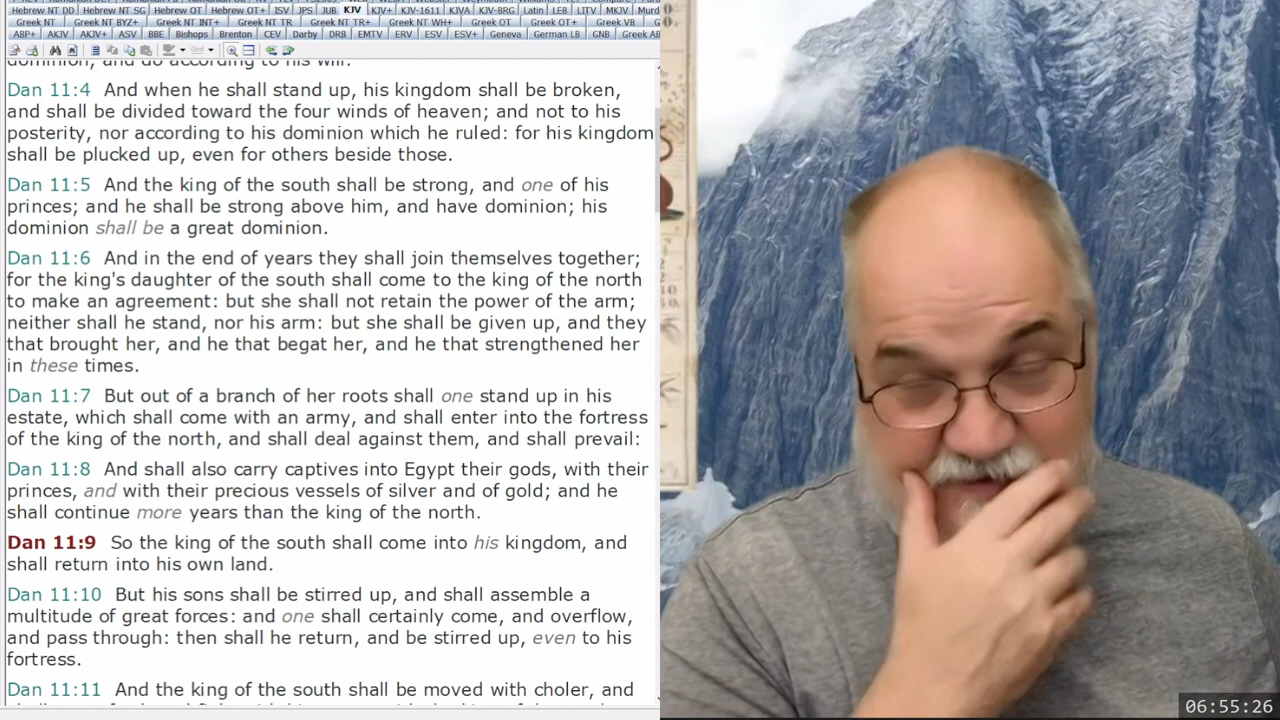 Hebrew NT DD Hebrew NT SG Hebrew OT Hebrew OT+ ISV JPS JUB KJV KJV+ KJV-1611 KJVA KJV-BRG Latin LEB LITV MKJV
Greek NT Greek NT BYZ+ Greek NT INT+ Greek NT TR Greek NT TR+ Greek NT WH+ Greek OT Greek OT+ Greek VB
ABP+ AKJV AKJV+ ASV BBE Bishops Brenton CEV Darby DRB EMTV ERV ESV ESV+ Geneva German LB GNB Greek AB
dominion, and do according to his will.
Dan 11:4 And when he shall stand up, his kingdom shall be broken,
and shall be divided toward the four winds of heaven; and not to his
posterity, nor according to his dominion which he ruled: for his kingdom
shall be plucked up, even for others beside those.
Dan 11:5 And the king of the south shall be strong, and one of his
princes; and he shall be strong above him, and have dominion; his
dominion shall be a great dominion.
Dan 11:6 And in the end of years they shall join themselves together;
for the king's daughter of the south shall come to the king of the north
to make an agreement: but she shall not retain the power of the arm;
neither shall he stand, nor his arm: but she shall be given up, and they
that brought her, and he that begat her, and he that strengthened her
in these times.
Dan 11:7 But out of a branch of her roots shall one stand up in his
estate, which shall come with an army, and shall enter into the fortress
of the king of the north, and shall deal against them, and shall prevail:
Dan 11:8 And shall also carry captives into Egypt their gods, with their
princes, and with their precious vessels of silver and of gold; and he
shall continue more years than the king of the north.
Dan 11:9 So the king of the south shall come into his kingdom, and
shall return into his own land.
Dan 11:10 But his sons shall be stirred up, and shall assemble a
multitude of great forces: and one shall certainly come, and overflow,
and pass through: then shall he return, and be stirred up, even to his
fortress.
Dan 11:11 And the king of the south shall be moved with choler, and
06:55:26